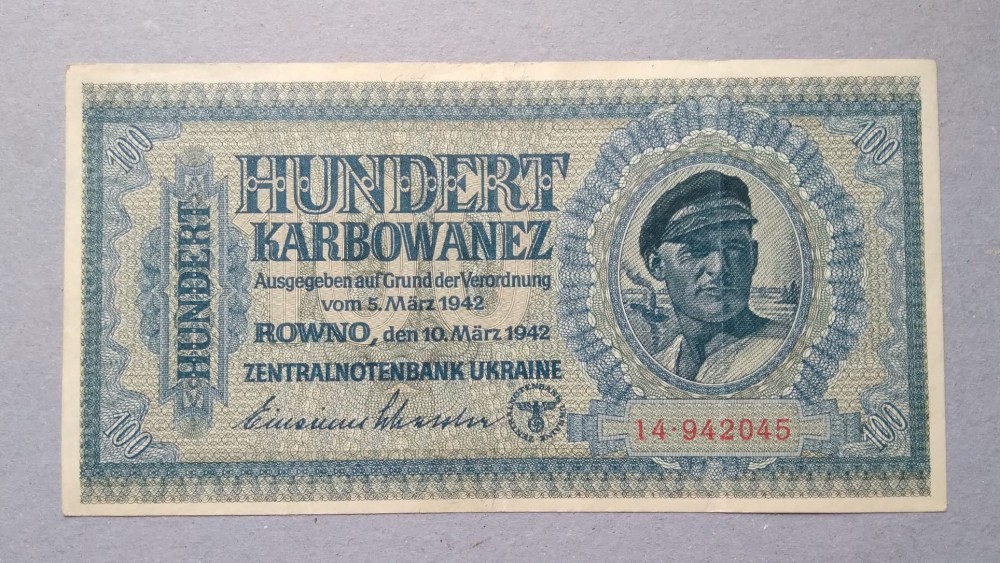 100
100
HUNDERT
HUNDERT
KARBOWANEZ
Ausgegeben auf Grund der Verordnung
vom 5. März 1942
ROWNO, den 10. März 1942
ZENTRALNOTENBANK UKRAINE
14·942045
100
100